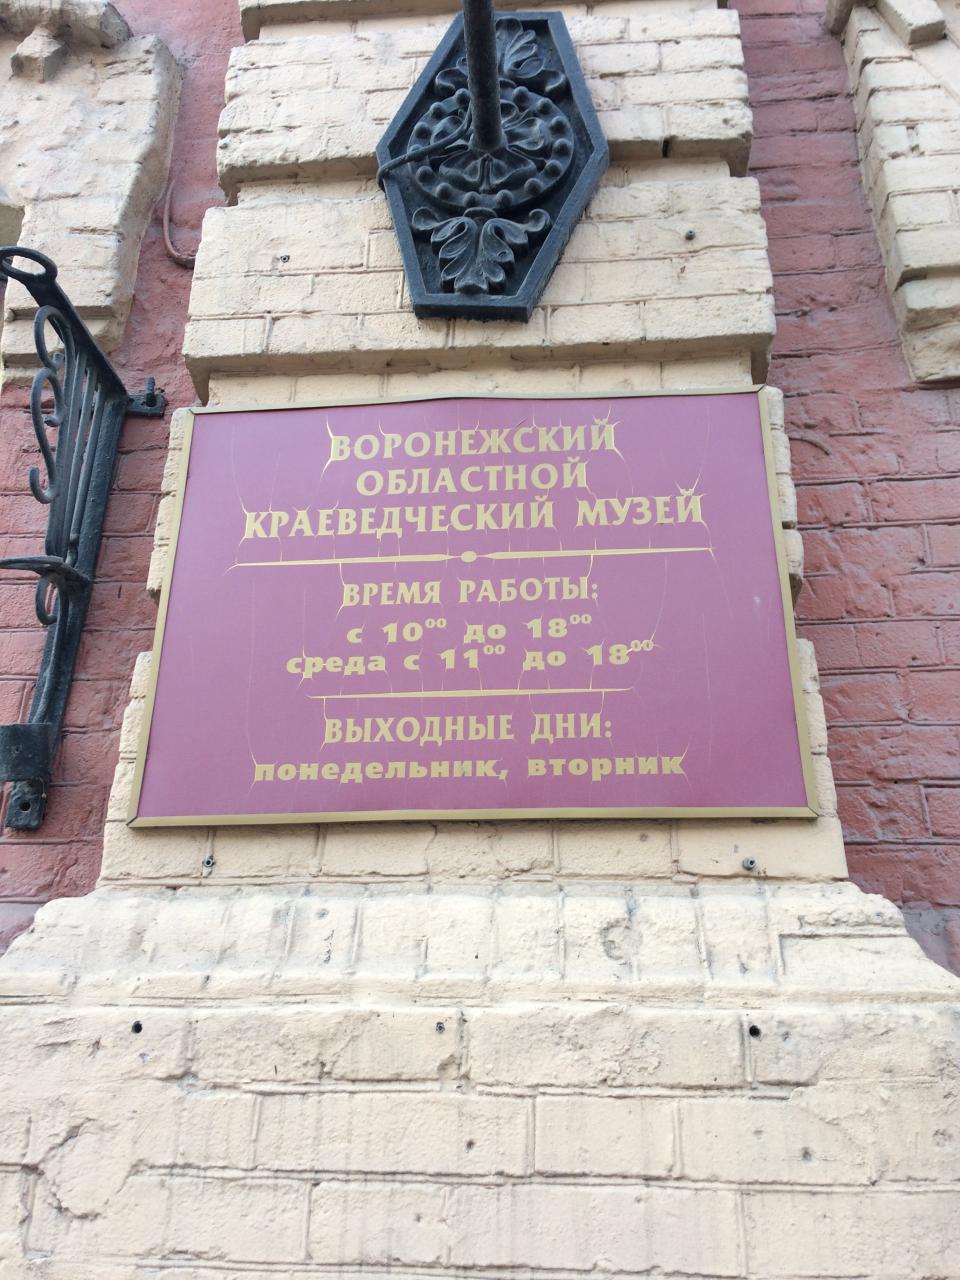 ВОРОНЕЖСКИЙ
ОБЛАСТНОЙ
КРАЕВЕДЧЕСКИЙ МУЗЕЙ
ВРЕМЯ РАБОТЫ:
с 10⁰⁰ до 18⁰⁰
среда с 11⁰⁰ до 18⁰⁰
ВЫХОДНЫЕ ДНИ:
понедельник, вторник